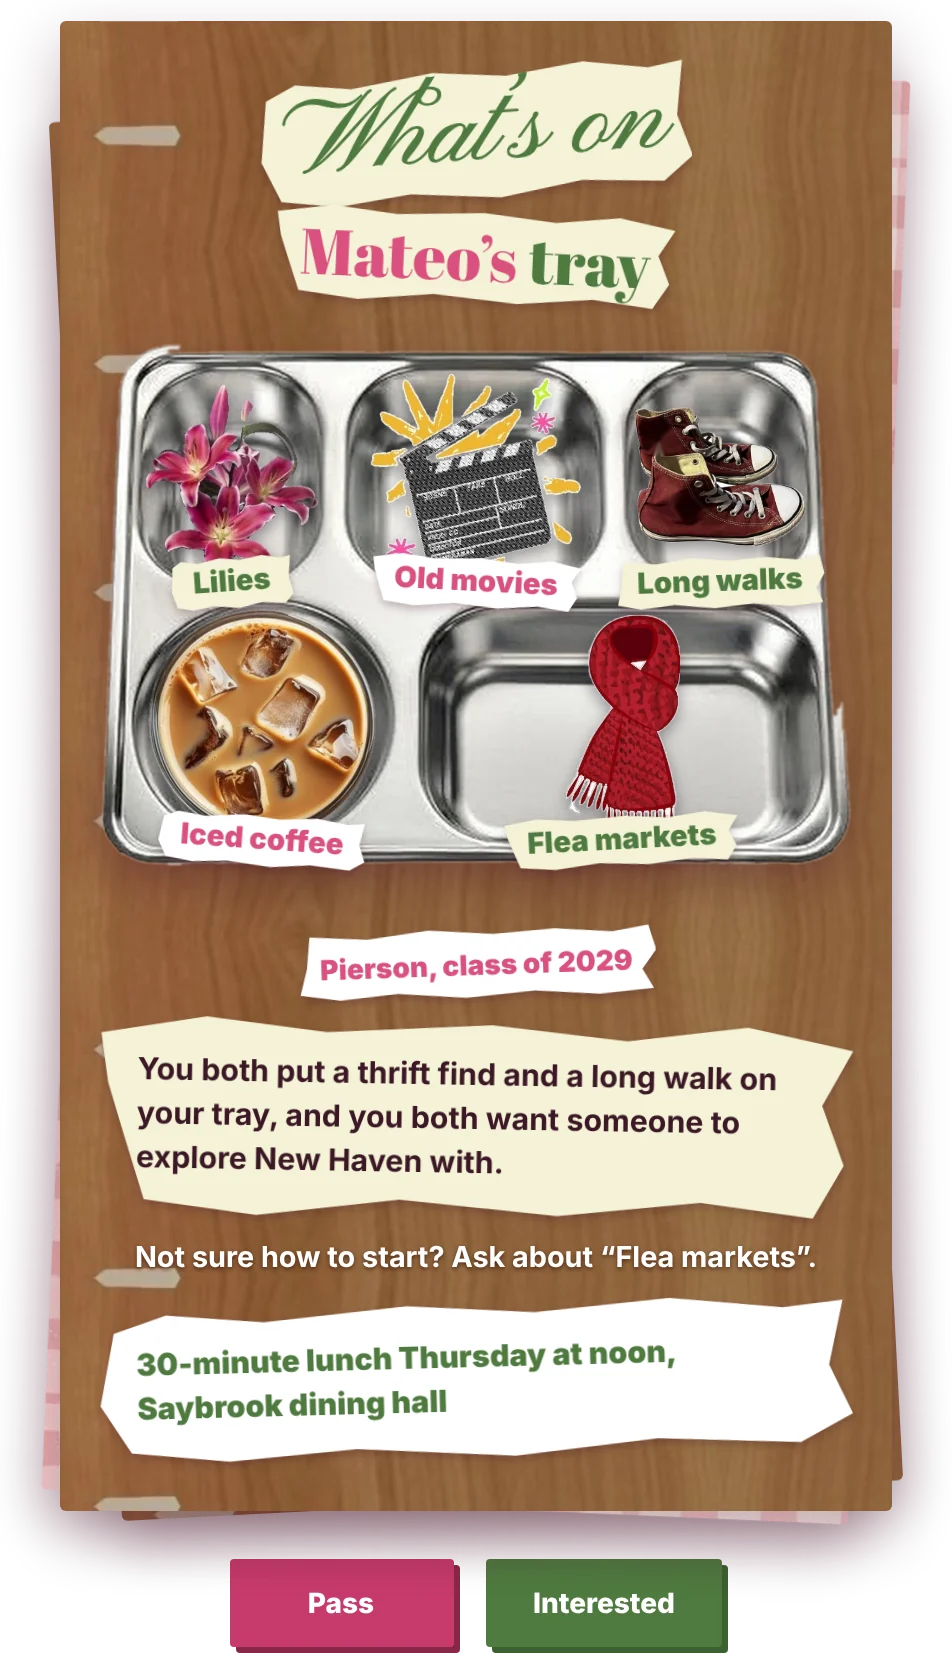 What's on
Mateo's tray
Lilies
Old movies
Long walks
Iced coffee
Flea markets
Pierson, class of 2029
You both put a thrift find and a long walk on
your tray, and you both want someone to
explore New Haven with.
Not sure how to start? Ask about “Flea markets”.
30-minute lunch Thursday at noon,
Saybrook dining hall
Pass
Interested